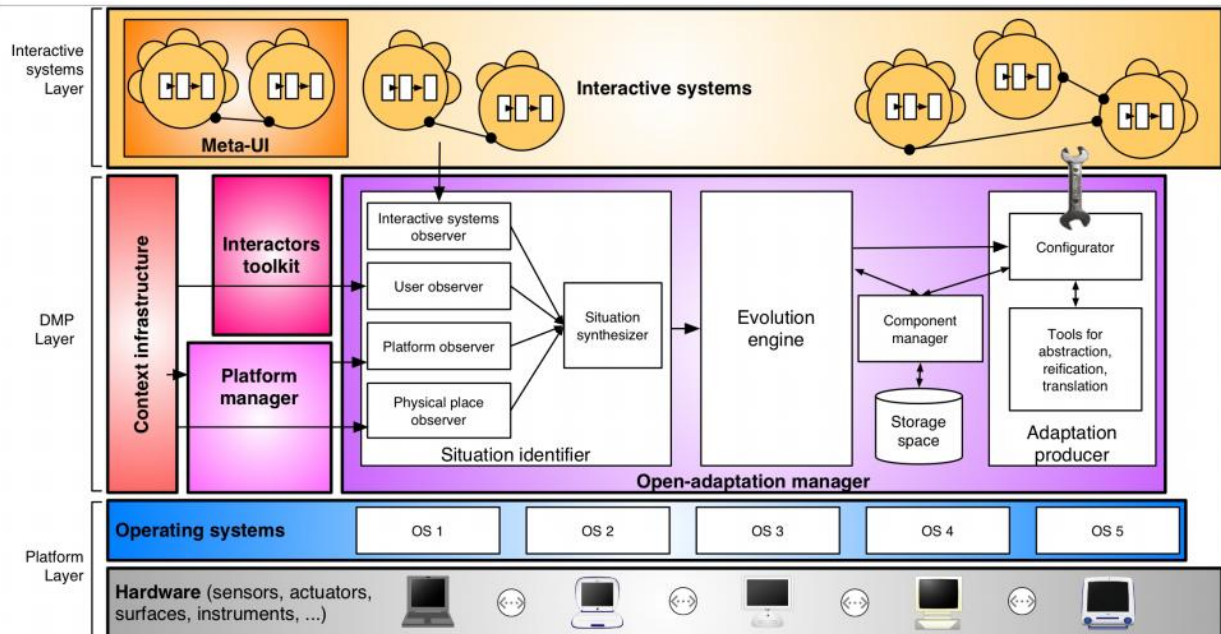 Interactive
systems
Layer
Meta-UI
Interactive systems
DMP
Layer
Context infrastructure
Interactors
toolkit
Platform
manager
Interactive systems
observer
User observer
Platform observer
Physical place
observer
Situation
synthesizer
Situation identifier
Evolution
engine
Component
manager
Storage
space
Configurator
Tools for
abstraction,
reification,
translation
Adaptation
producer
Open-adaptation manager
Platform
Layer
Operating systems
OS 1
OS 2
OS 3
OS 4
OS 5
Hardware (sensors, actuators,
surfaces, instruments, ...)